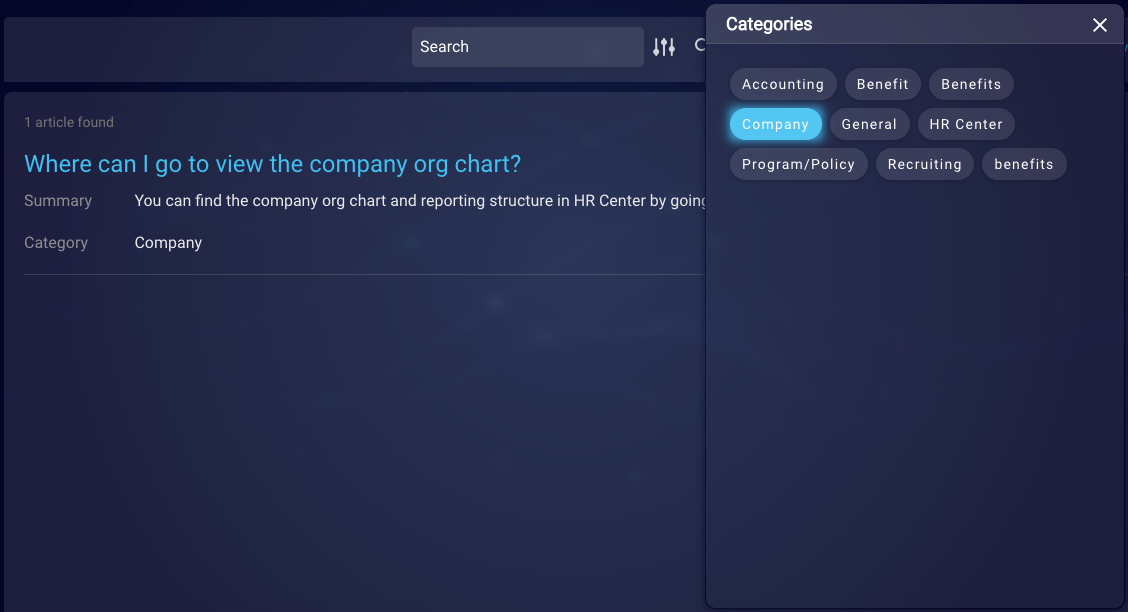 Search
1 article found
Where can I go to view the company org chart?
Summary You can find the company org chart and reporting structure in HR Center by going
Category Company
Categories
Accounting Benefit Benefits
Company General HR Center
Program/Policy Recruiting benefits